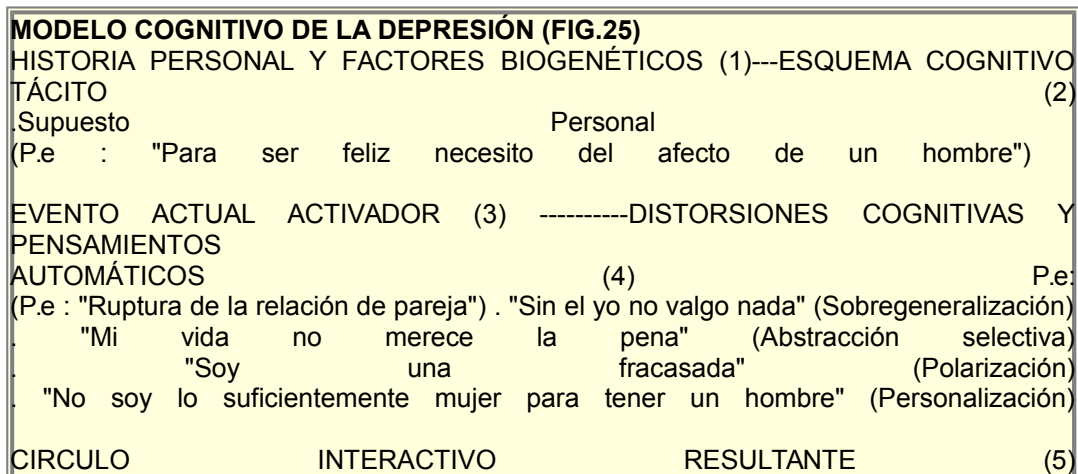 MODELO COGNITIVO DE LA DEPRESIÓN (FIG.25)
HISTORIA PERSONAL Y FACTORES BIOGENÉTICOS (1)---ESQUEMA COGNITIVO
TÁCITO (2)
.Supuesto Personal
(P.e : "Para ser feliz necesito del afecto de un hombre")
EVENTO ACTUAL ACTIVADOR (3) ----------DISTORSIONES COGNITIVAS Y
PENSAMIENTOS
AUTOMÁTICOS (4) P.e:
(P.e : "Ruptura de la relación de pareja") . "Sin el yo no valgo nada" (Sobregeneralización)
. "Mi vida no merece la pena" (Abstracción selectiva)
. "Soy una fracasada" (Polarización)
. "No soy lo suficientemente mujer para tener un hombre" (Personalización)
CIRCULO INTERACTIVO RESULTANTE (5)